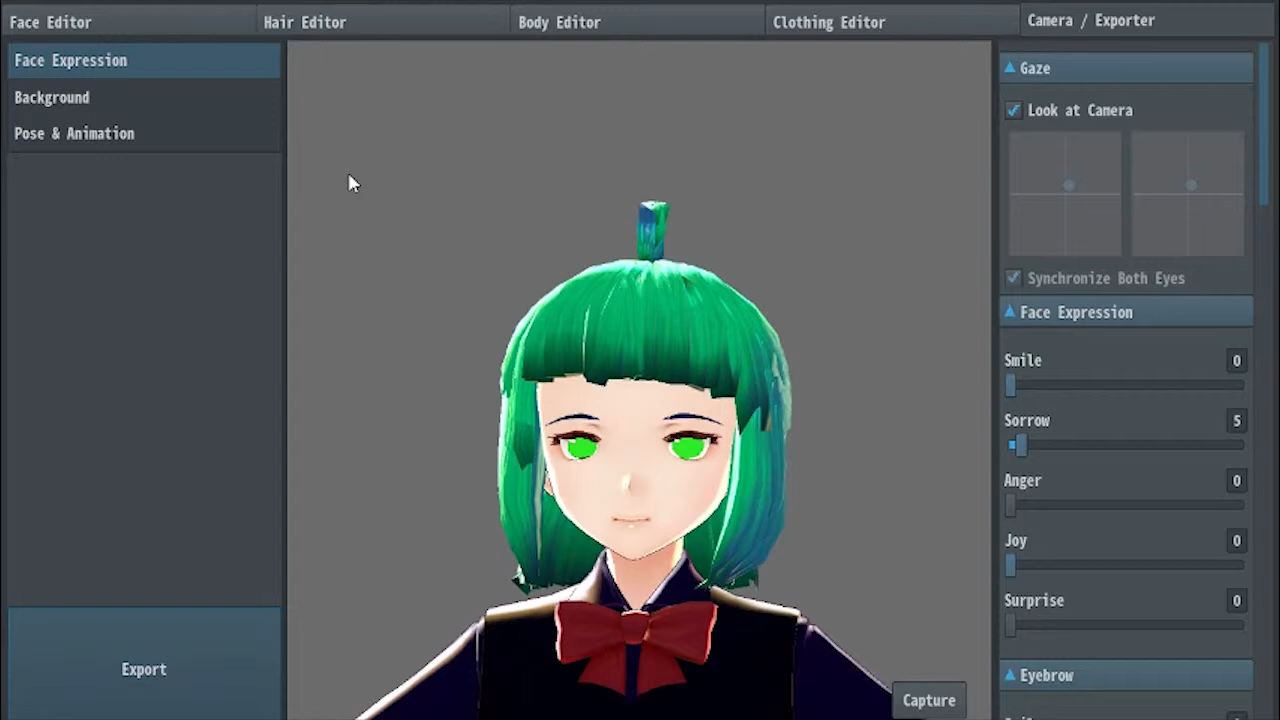 Face Editor
Hair Editor
Body Editor
Clothing Editor
Camera / Exporter
Face Expression
Background
Pose & Animation
Export
Capture
Gaze
Look at Camera
Synchronize Both Eyes
Face Expression
Smile 0
Sorrow 5
Anger 0
Joy 0
Surprise 0
Eyebrow